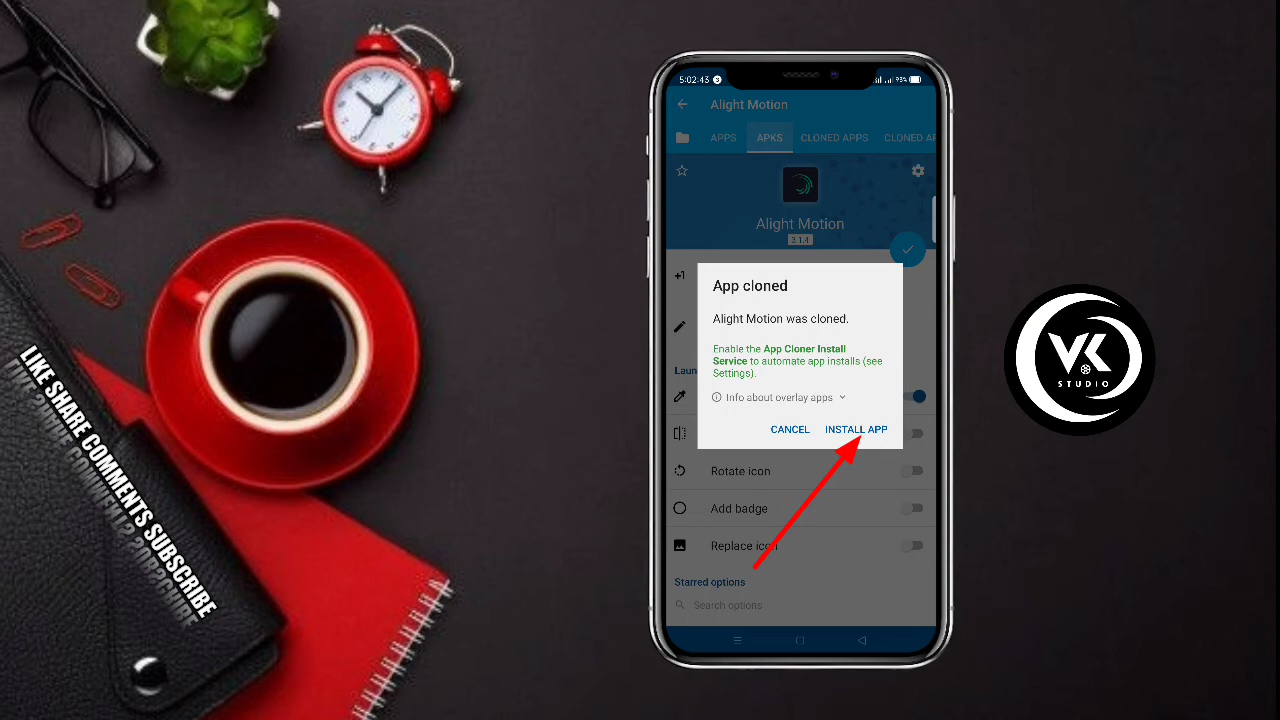 LIKE SHARE COMMENTS SUBSCRIBE
5:02:43
93%
Alight Motion
APPS
APKS
CLONED APPS
CLONED AP
Alight Motion
3.1.4
+1
App cloned
Alight Motion was cloned.
Enable the App Cloner Install
Service to automate app installs (see
Settings).
Info about overlay apps
CANCEL
INSTALL APP
Laun
Rotate icon
Add badge
Replace icon
Starred options
Search options
VK
STUDIO